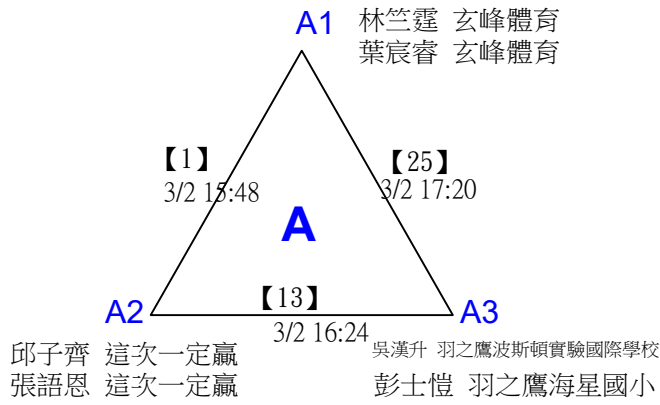 A1
林竺霆 玄峰體育
葉宸睿 玄峰體育
【1】
3/2 15:48
【25】
3/2 17:20
A
A2
【13】
3/2 16:24
A3
邱子齊 這次一定贏
張語恩 這次一定贏
吳漢升 羽之鷹波斯頓實驗國際學校
彭士愷 羽之鷹海星國小